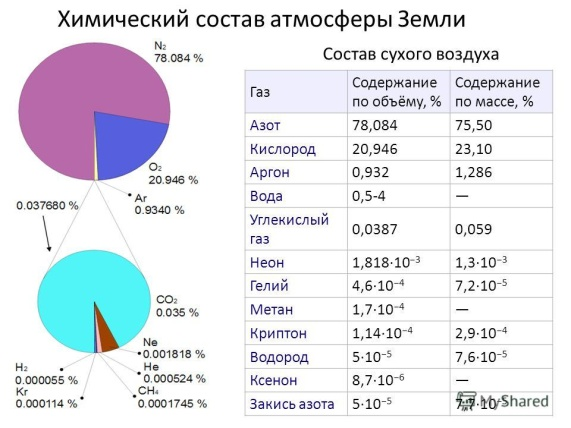 Химический состав атмосферы Земли
N₂
78.084 %
O₂
20.946 %
Ar
0.9340 %
0.037680 %
CO₂
0.035 %
Ne
0.001818 %
He
0.000524 %
CH₄
0.0001745 %
H₂
0.000055 %
Kr
0.000114 %
Состав сухого воздуха
Газ Содержание по объёму, % Содержание по массе, %
Азот 78,084 75,50
Кислород 20,946 23,10
Аргон 0,932 1,286
Вода 0,5-4 —
Углекислый газ 0,0387 0,059
Неон 1,818·10⁻³ 1,3·10⁻³
Гелий 4,6·10⁻⁴ 7,2·10⁻⁵
Метан 1,7·10⁻⁴ —
Криптон 1,14·10⁻⁴ 2,9·10⁻⁴
Водород 5·10⁻⁵ 7,6·10⁻⁵
Ксенон 8,7·10⁻⁶ —
Закись азота 5·10⁻⁵ 7,7·10⁻⁵
MyShared